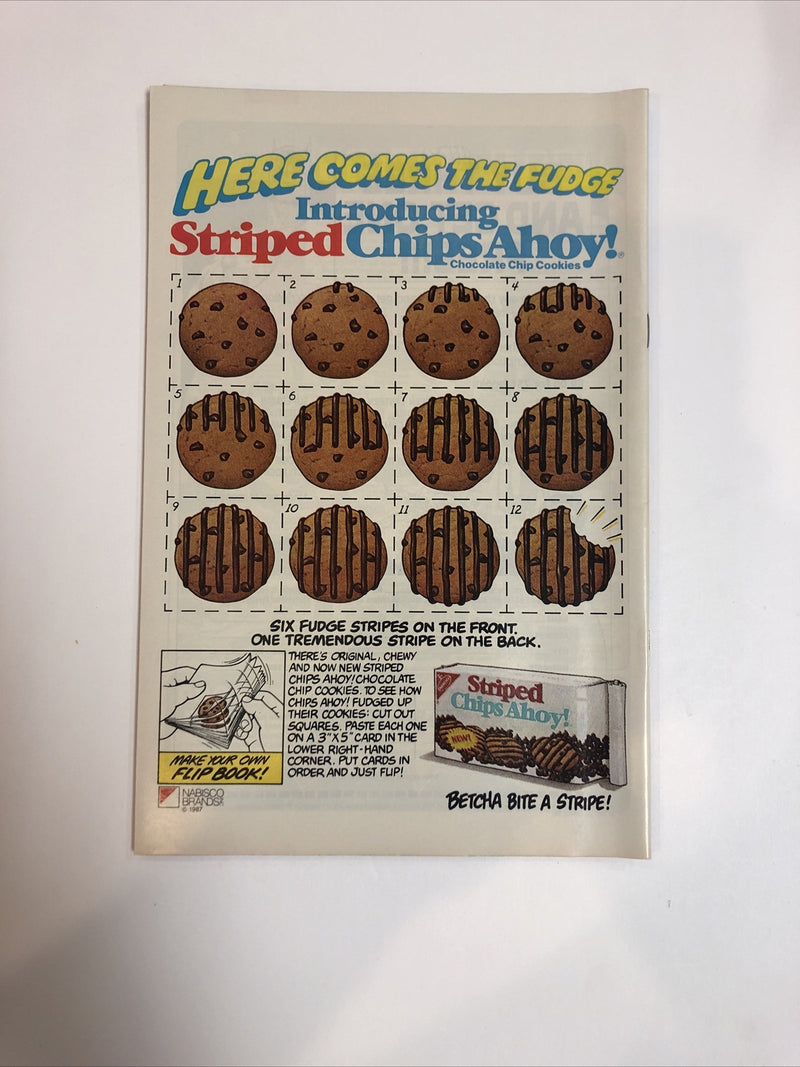 HERE COMES THE FUDGE
Introducing
Striped Chips Ahoy!®
Chocolate Chip Cookies
1
2
3
4
5
6
7
8
9
10
11
12
SIX FUDGE STRIPES ON THE FRONT.
ONE TREMENDOUS STRIPE ON THE BACK.
MAKE YOUR OWN
FLIP BOOK!
THERE'S ORIGINAL, CHEWY
AND NOW NEW STRIPED
CHIPS AHOY! CHOCOLATE
CHIP COOKIES. TO SEE HOW
CHIPS AHOY! FUDGED UP
THEIR COOKIES: CUT OUT
SQUARES, PASTE EACH ONE
ON A 3"X5" CARD IN THE
LOWER RIGHT-HAND
CORNER. PUT CARDS IN
ORDER AND JUST FLIP!
Striped
Chips Ahoy!
NEW!
BETCHA BITE A STRIPE!
NABISCO
BRANDS
© 1987